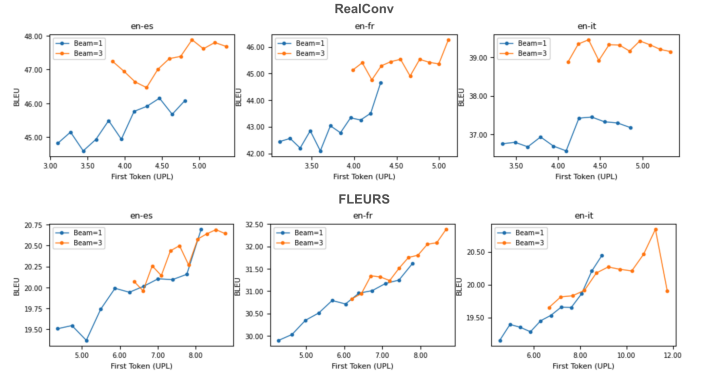 RealConv
en-es
en-fr
en-it
48.00
47.00
46.00
45.00
BLEU
Beam=1
Beam=3
3.00 3.50 4.00 4.50 5.00
First Token (UPL)
46.00
45.00
44.00
43.00
42.00
BLEU
Beam=1
Beam=3
3.50 4.00 4.50 5.00
First Token (UPL)
39.00
38.00
37.00
BLEU
Beam=1
Beam=3
3.50 4.00 4.50 5.00
First Token (UPL)
FLEURS
en-es
en-fr
en-it
20.75
20.50
20.25
20.00
19.75
19.50
BLEU
Beam=1
Beam=3
5.00 6.00 7.00 8.00
First Token (UPL)
32.50
32.00
31.50
31.00
30.50
30.00
BLEU
Beam=1
Beam=3
5.00 6.00 7.00 8.00
First Token (UPL)
20.50
20.00
19.50
BLEU
Beam=1
Beam=3
6.00 8.00 10.00 12.00
First Token (UPL)